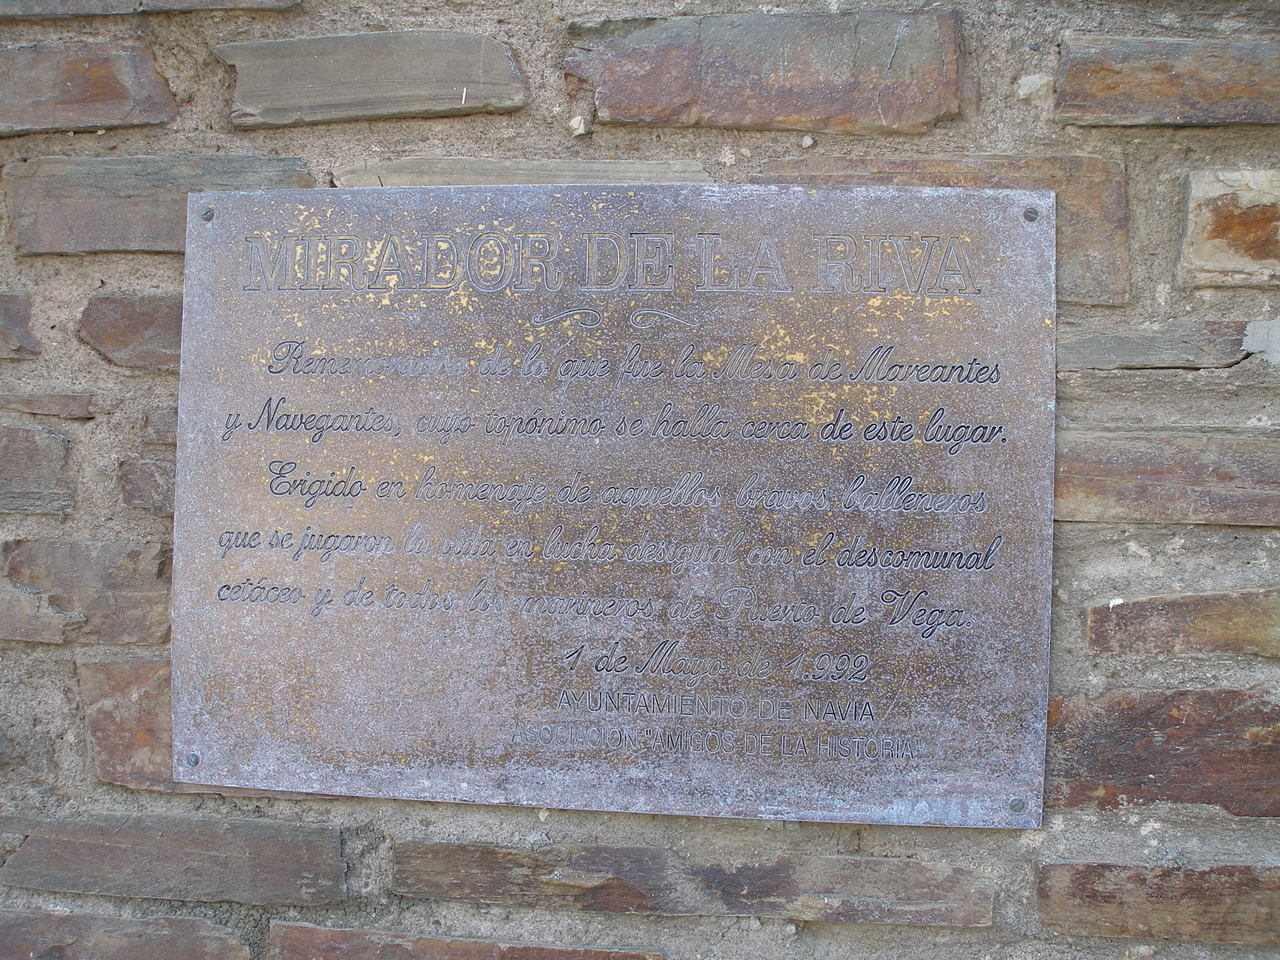 MIRADOR DE LA RIVA
Rememoración de lo que fue la Mesa de Mareantes
y Navegantes, cuyo topónimo se halla cerca de este lugar.
Erigido en homenaje de aquellos bravos balleneros
que se jugaron la vida en lucha desigual con el descomunal
cetáceo y de todos los marineros de Puerto de Vega.
1 de Mayo de 1.992
AYUNTAMIENTO DE NAVIA
ASOCIACION "AMIGOS DE LA HISTORIA"